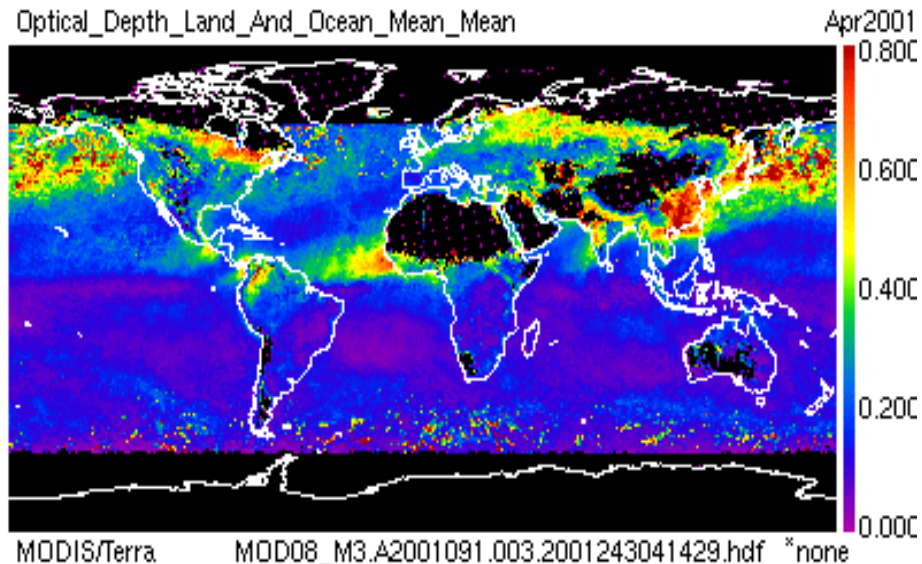 Optical_Depth_Land_And_Ocean_Mean_Mean Apr2001
0.800
0.600
0.400
0.200
0.000
MODIS/Terra MOD08_M3.A2001091.003.2001243041429.hdf *none